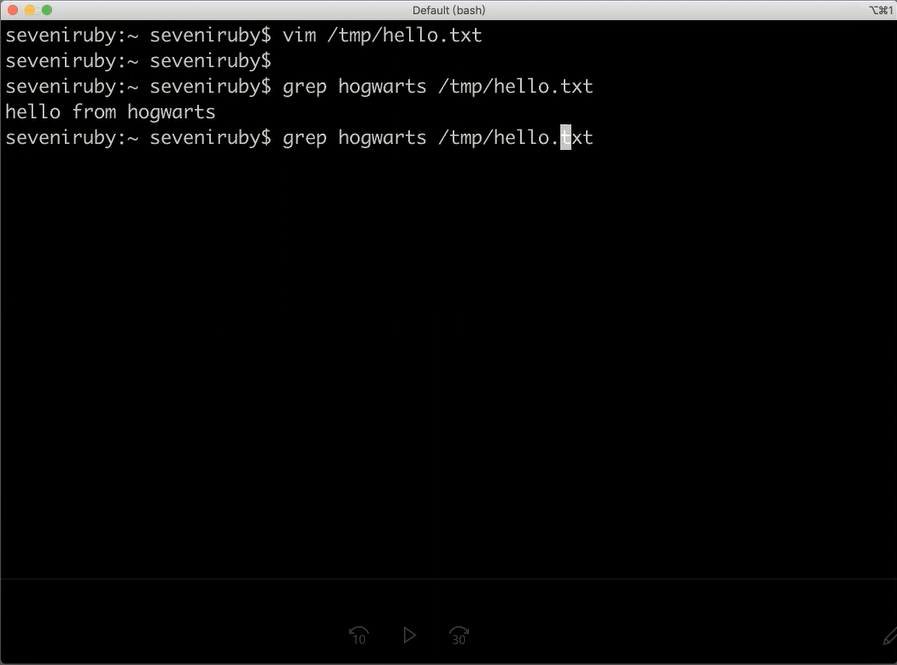 Default (bash)
⌥⌘1
seveniruby:~ seveniruby$ vim /tmp/hello.txt
seveniruby:~ seveniruby$
seveniruby:~ seveniruby$ grep hogwarts /tmp/hello.txt
hello from hogwarts
seveniruby:~ seveniruby$ grep hogwarts /tmp/hello.txt
10
30